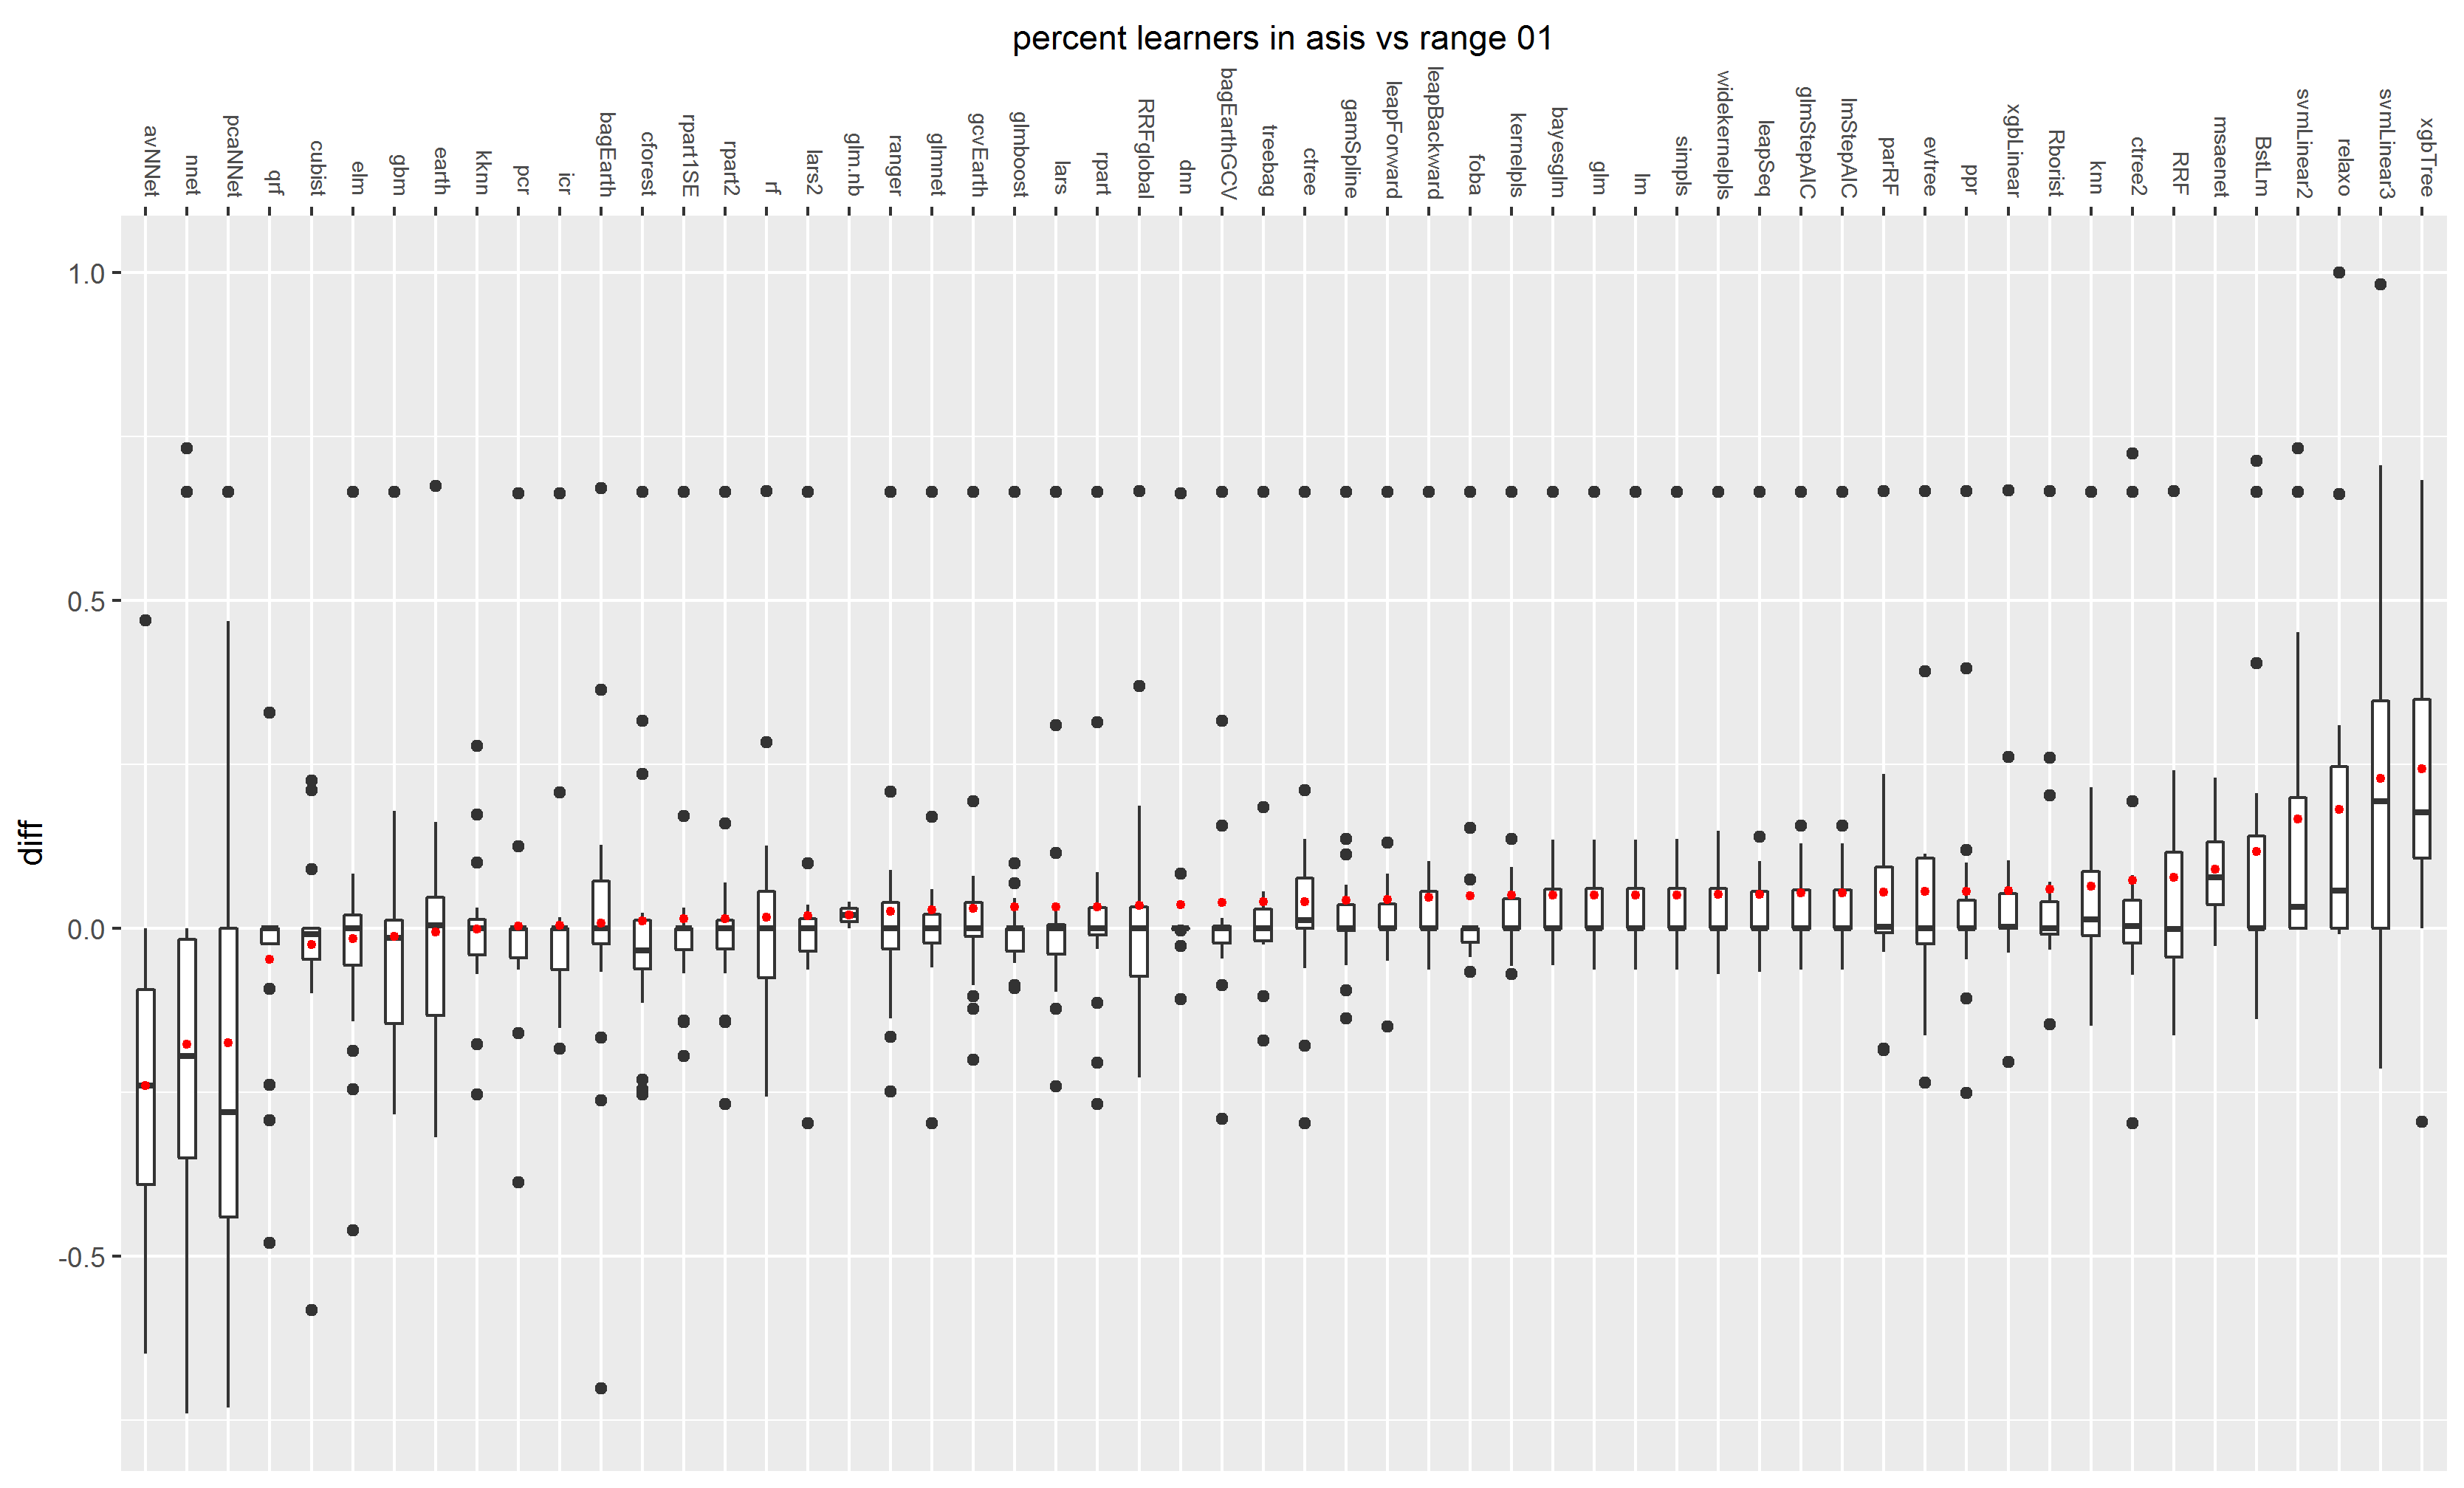 percent learners in asis vs range 01
avNNet
nnet
pcaNNet
qrf
cubist
elm
gbm
earth
kknn
pcr
icr
bagEarth
cforest
rpart1SE
rpart2
rf
lars2
glm.nb
ranger
glmnet
gcvEarth
glmboost
lars
rpart
RRFglobal
dnn
bagEarthGCV
treebag
ctree
gamSpline
leapForward
leapBackward
foba
kernelpls
bayesglm
glm
lm
simpls
widekernelpls
leapSeq
glmStepAIC
lmStepAIC
parRF
evtree
ppr
xgbLinear
Rborist
knn
ctree2
RRF
msaenet
BstLm
svmLinear2
relaxo
svmLinear3
xgbTree
1.0
0.5
0.0
-0.5
diff